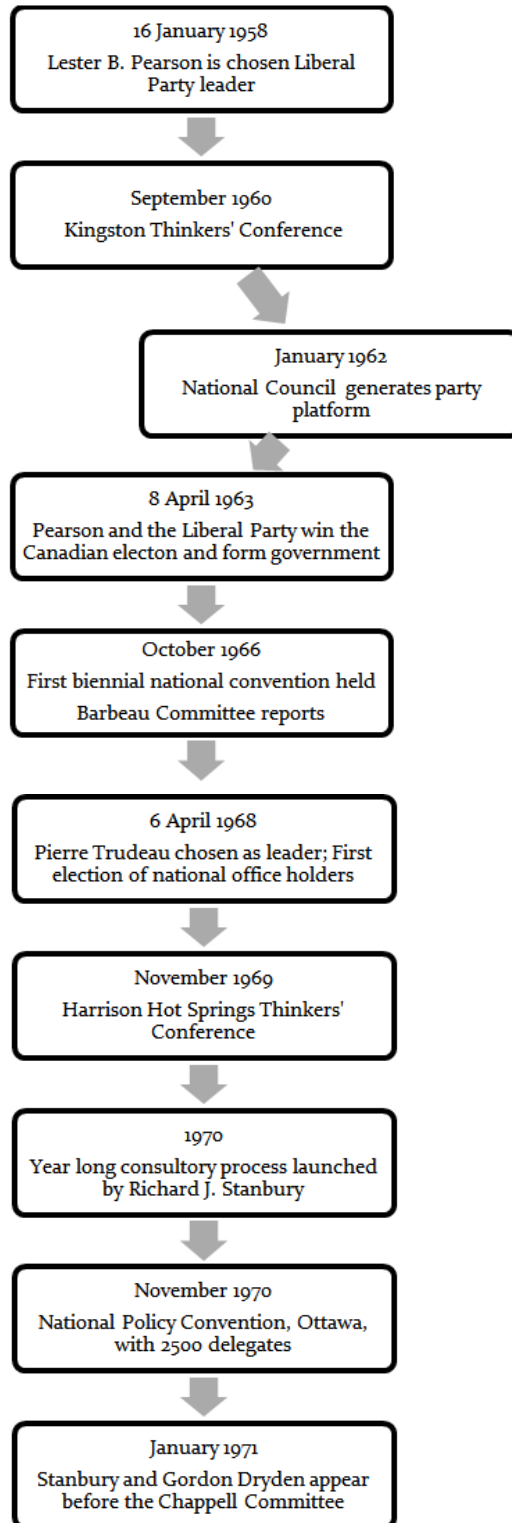 16 January 1958
Lester B. Pearson is chosen Liberal
Party leader
September 1960
Kingston Thinkers' Conference
January 1962
National Council generates party
platform
8 April 1963
Pearson and the Liberal Party win the
Canadian electon and form government
October 1966
First biennial national convention held
Barbeau Committee reports
6 April 1968
Pierre Trudeau chosen as leader; First
election of national office holders
November 1969
Harrison Hot Springs Thinkers'
Conference
1970
Year long consultory process launched
by Richard J. Stanbury
November 1970
National Policy Convention, Ottawa,
with 2500 delegates
January 1971
Stanbury and Gordon Dryden appear
before the Chappell Committee